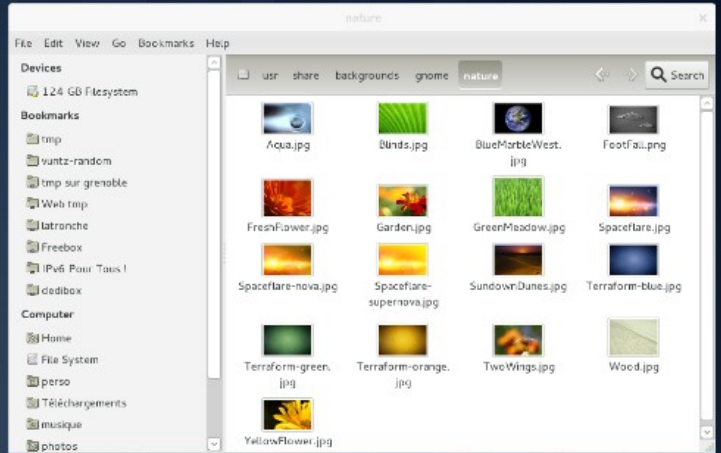 nature
File Edit View Go Bookmarks Help
Devices
124 GB Filesystem
Bookmarks
tmp
vuntz-random
tmp sur grenoble
Web tmp
latronche
Freebox
IPv6 Pour Tous !
dedibox
Computer
Home
File System
perso
Téléchargements
musique
photos
usr share backgrounds gnome nature Search
Aqua.jpg Blinds.jpg BlueMarbleWest. FootFall.png
jpg
FreshFlower.jpg Garden.jpg GreenMeadow.jpg Spaceflare.jpg
Spaceflare-nova.jpg Spaceflare- SundownDunes.jpg Terraform-blue.jpg
supernova.jpg
Terraform-green. Terraform-orange. TwoWings.jpg Wood.jpg
jpg jpg
YellowFlower.jpg